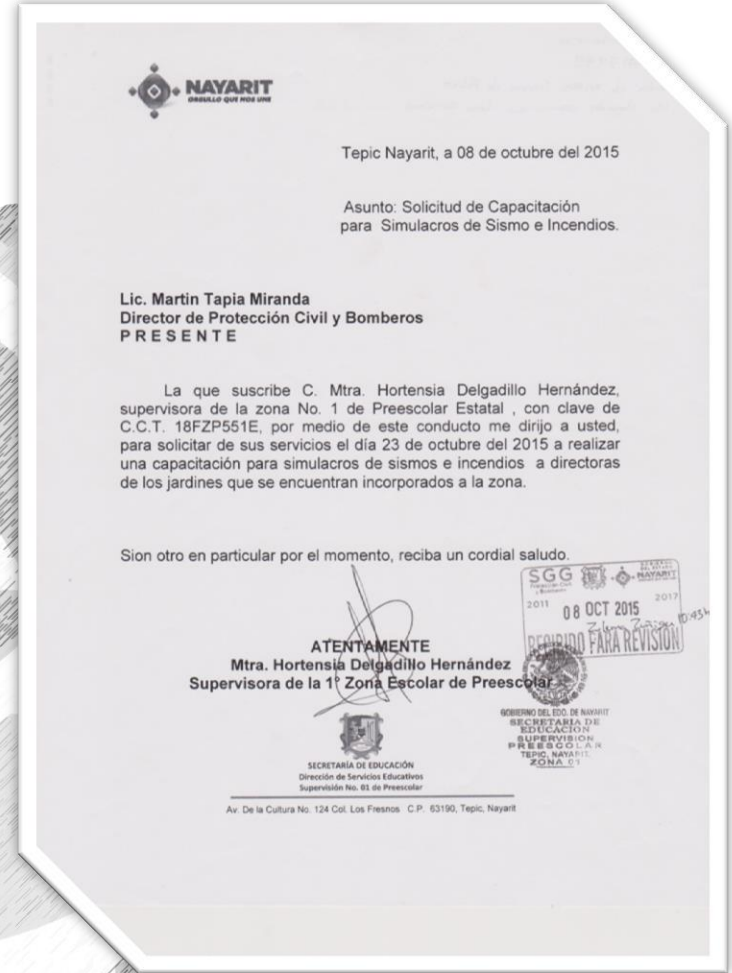 NAYARIT
ORGULLO QUE NOS UNE
Tepic Nayarit, a 08 de octubre del 2015
Asunto: Solicitud de Capacitación
para Simulacros de Sismo e Incendios.
Lic. Martin Tapia Miranda
Director de Protección Civil y Bomberos
P R E S E N T E
La que suscribe C. Mtra. Hortensia Delgadillo Hernández,
supervisora de la zona No. 1 de Preescolar Estatal , con clave de
C.C.T. 18FZP551E, por medio de este conducto me dirijo a usted,
para solicitar de sus servicios el día 23 de octubre del 2015 a realizar
una capacitación para simulacros de sismos e incendios a directoras
de los jardines que se encuentran incorporados a la zona.
Sion otro en particular por el momento, reciba un cordial saludo.
SGG
Protección Civil
y Bomberos
NAYARIT
2011
08 OCT 2015
2017
10:43h
RECIBIDO PARA REVISIÓN
ATENTAMENTE
Mtra. Hortensia Delgadillo Hernández
Supervisora de la 1° Zona Escolar de Preescolar
GOBIERNO DEL EDO. DE NAYARIT
SECRETARIA DE
EDUCACION
SUPERVISION
PREESCOLAR
TEPIC, NAYARIT.
ZONA 01
SECRETARÍA DE EDUCACIÓN
Dirección de Servicios Educativos
Supervisión No. 01 de Preescolar
Av. De la Cultura No. 124 Col. Los Fresnos C.P. 63190, Tepic, Nayarit